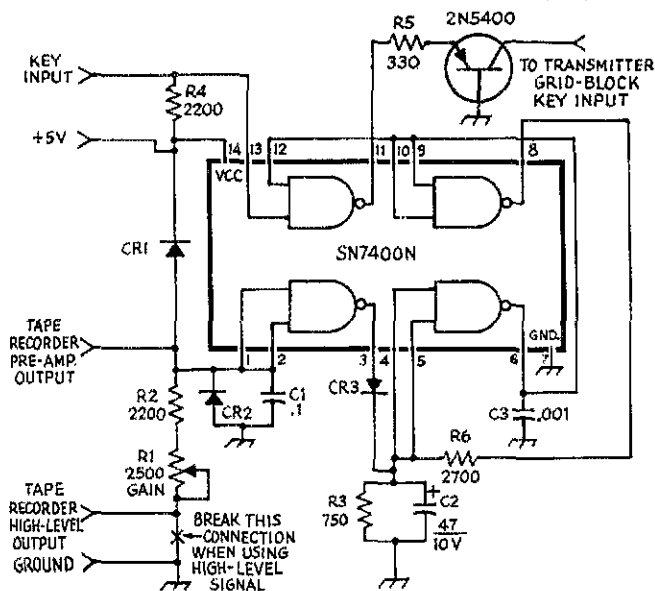 2N5400
R5
330
KEY
INPUT
R4
2200
TO TRANSMITTER
GRID-BLOCK
KEY INPUT
+5V
14
13
12
11
10
9
8
VCC
SN7400N
CR1
GND.
TAPE
RECORDER
PRE-AMP.
OUTPUT
1
2
3
4
5
6
7
R2
2200
CR2
C1
.1
CR3
C3
.001
R6
2700
R1
2500
GAIN
TAPE
RECORDER
HIGH-LEVEL
OUTPUT
BREAK THIS
CONNECTION
WHEN USING
HIGH-LEVEL
SIGNAL
R3
750
+
C2
47
10V
GROUND